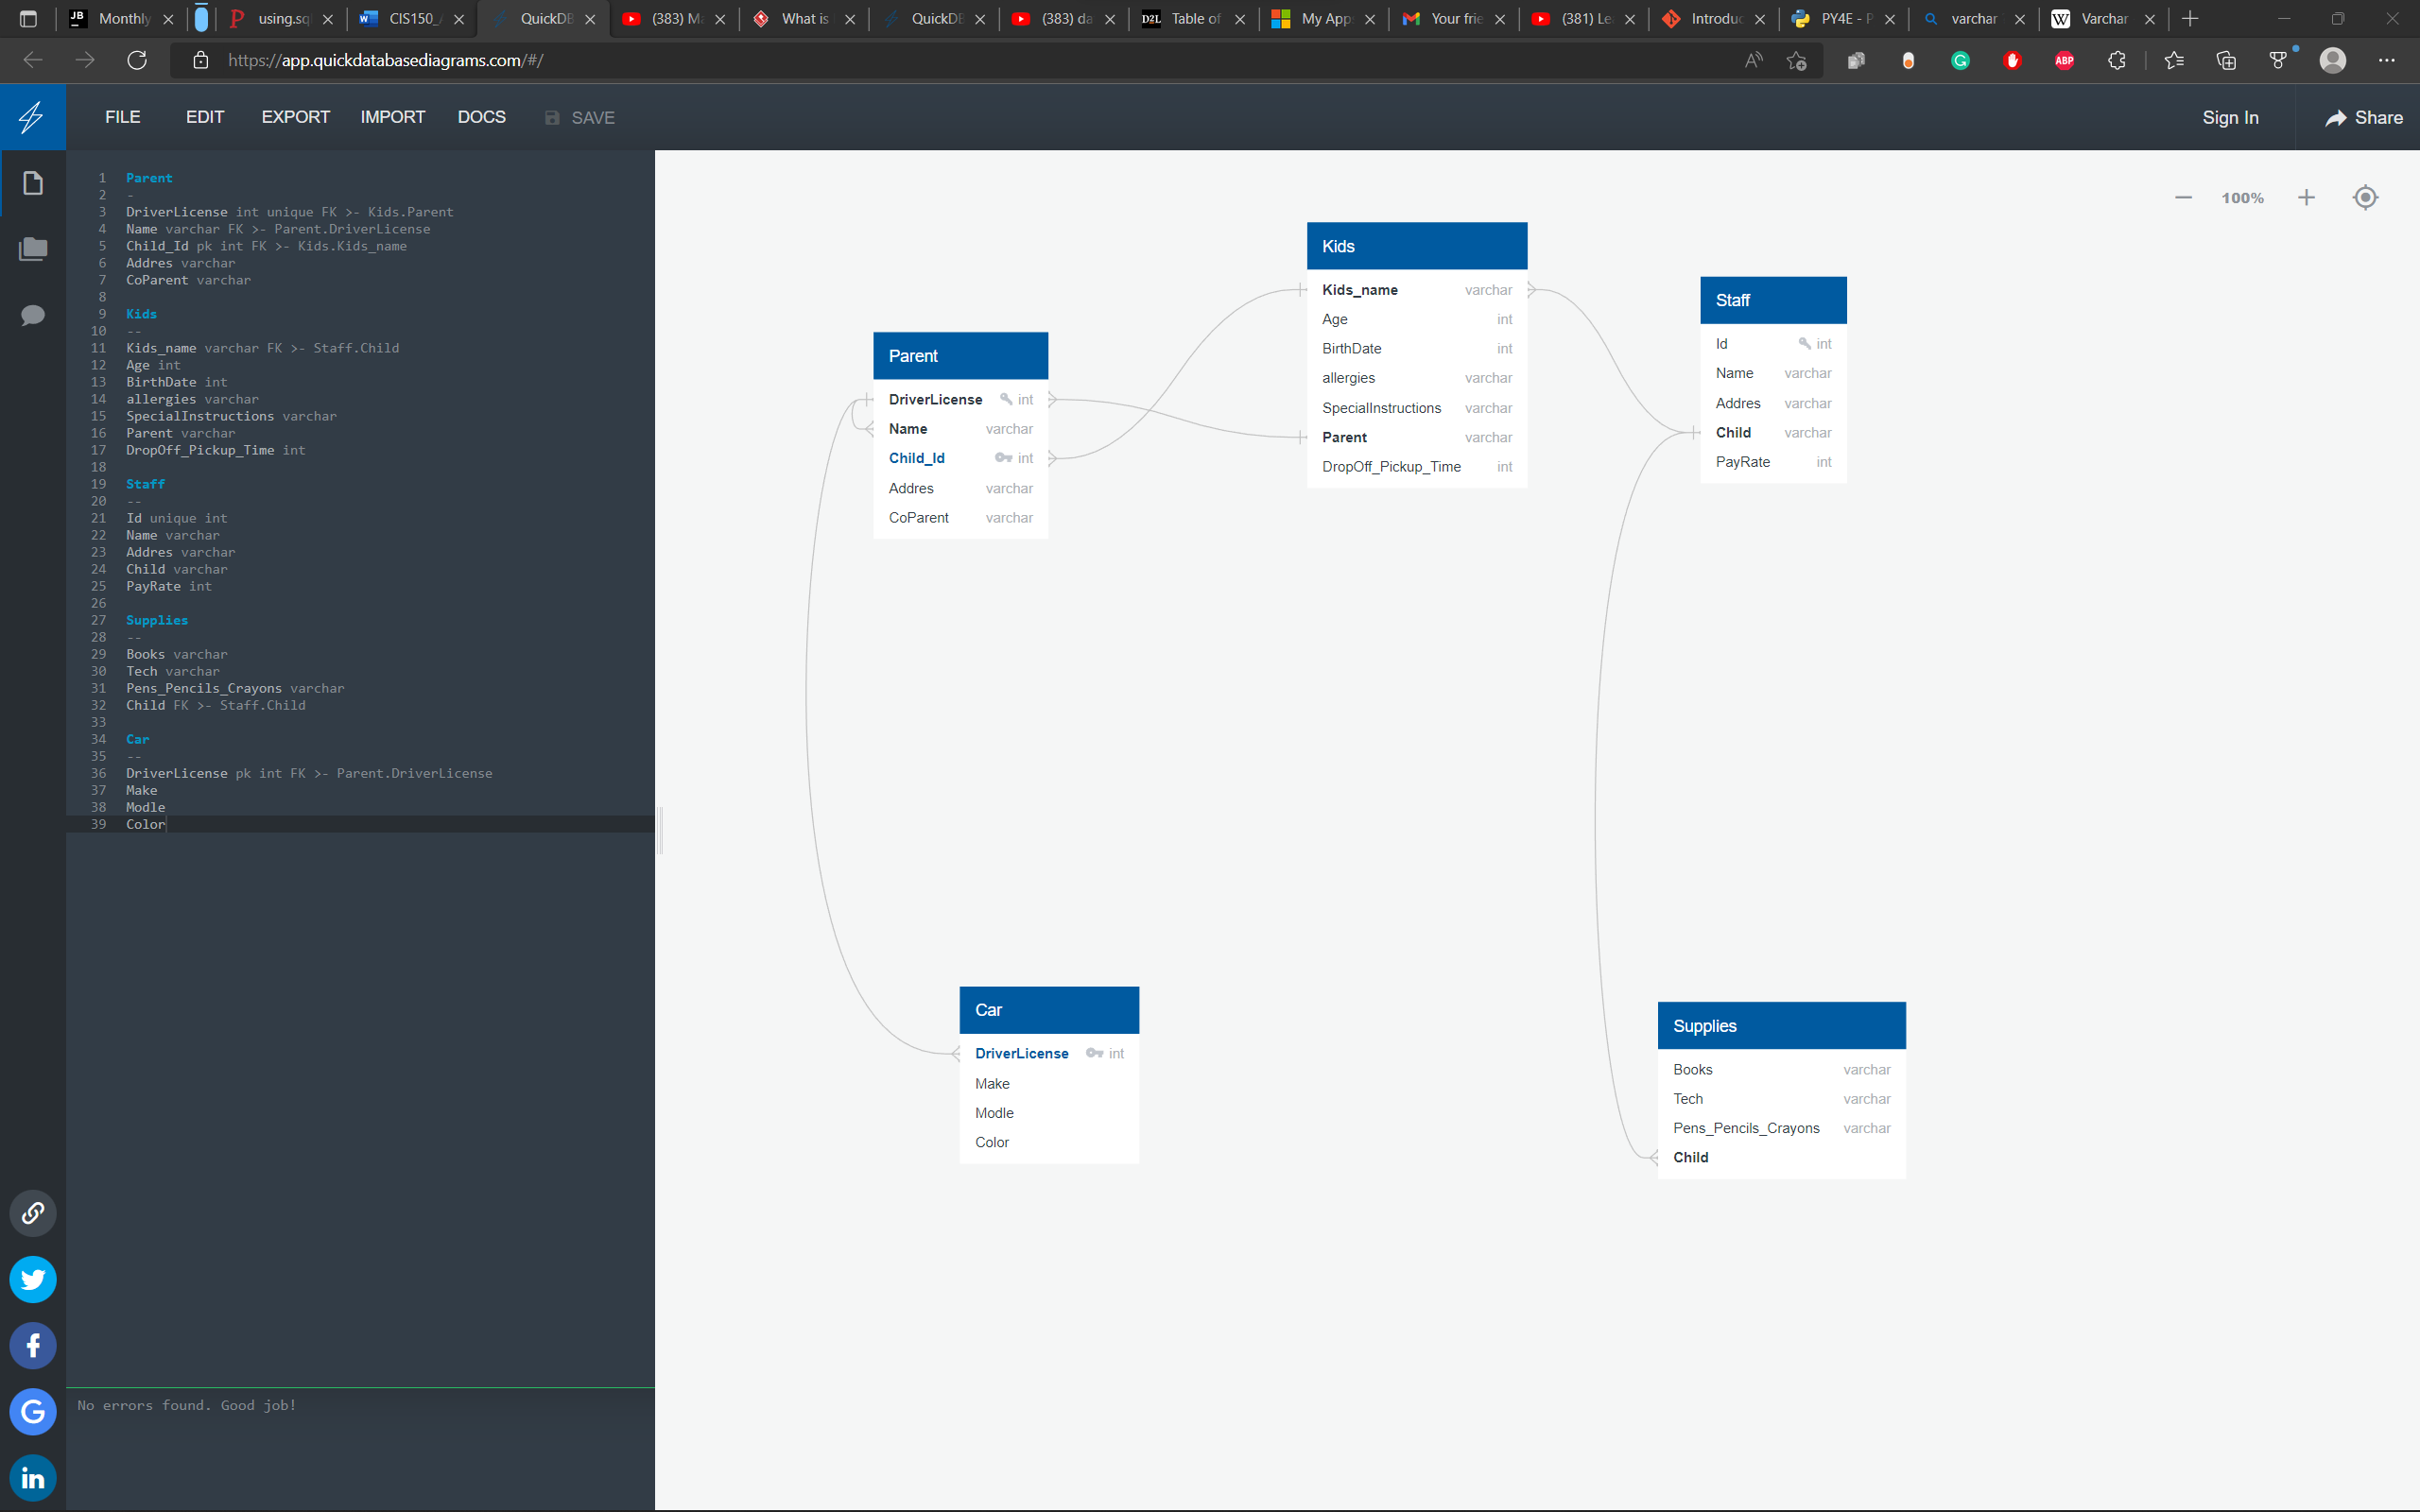 Monthly
using.sq
CIS150_
QuickDB
(383) M
What is
QuickDB
(383) da
Table of
My App
Your frie
(381) Le
Introduc
PY4E - P
varchar
Varchar
https://app.quickdatabasediagrams.com/#/
FILE EDIT EXPORT IMPORT DOCS SAVE
Sign In Share
100%
1 Parent
2 -
3 DriverLicense int unique FK >- Kids.Parent
4 Name varchar FK >- Parent.DriverLicense
5 Child_Id pk int FK >- Kids.Kids_name
6 Addres varchar
7 CoParent varchar
8
9 Kids
10 --
11 Kids_name varchar FK >- Staff.Child
12 Age int
13 BirthDate int
14 allergies varchar
15 SpecialInstructions varchar
16 Parent varchar
17 DropOff_Pickup_Time int
18
19 Staff
20 --
21 Id unique int
22 Name varchar
23 Addres varchar
24 Child varchar
25 PayRate int
26
27 Supplies
28 --
29 Books varchar
30 Tech varchar
31 Pens_Pencils_Crayons varchar
32 Child FK >- Staff.Child
33
34 Car
35 --
36 DriverLicense pk int FK >- Parent.DriverLicense
37 Make
38 Modle
39 Color
No errors found. Good job!
Parent
DriverLicense int
Name varchar
Child_Id int
Addres varchar
CoParent varchar
Kids
Kids_name varchar
Age int
BirthDate int
allergies varchar
SpecialInstructions varchar
Parent varchar
DropOff_Pickup_Time int
Staff
Id int
Name varchar
Addres varchar
Child varchar
PayRate int
Car
DriverLicense int
Make
Modle
Color
Supplies
Books varchar
Tech varchar
Pens_Pencils_Crayons varchar
Child